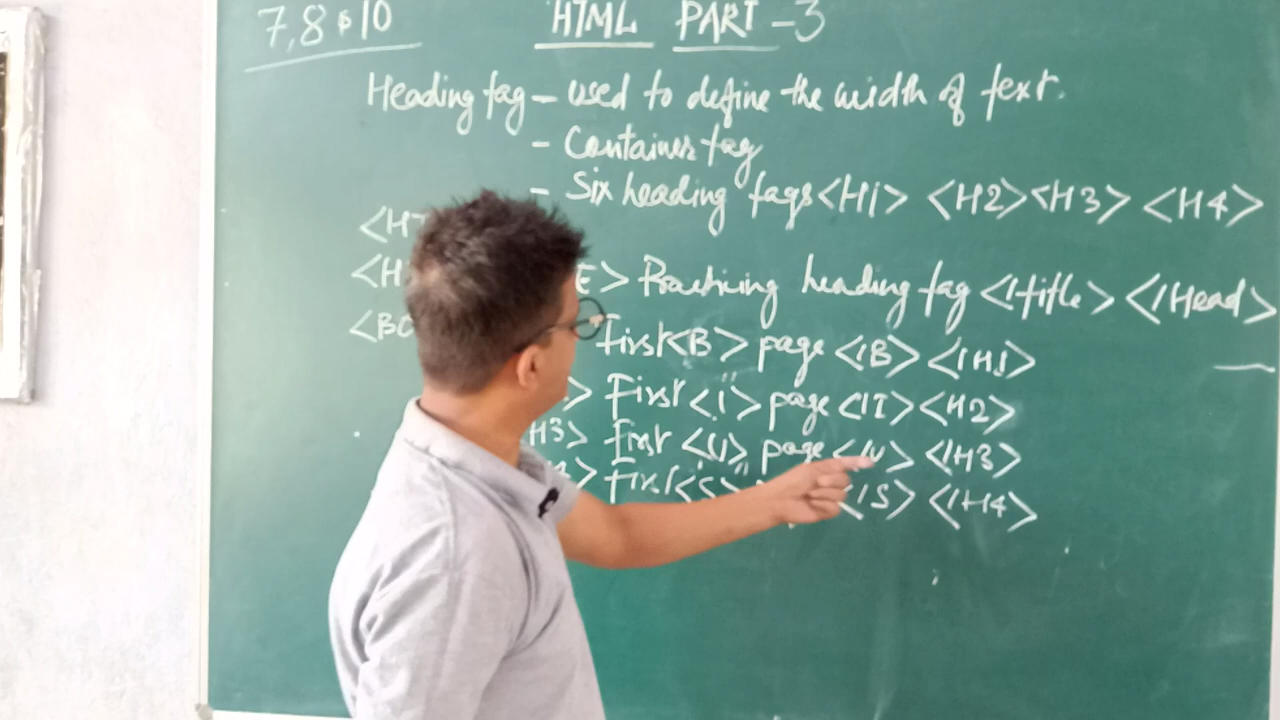 7,8 & 10
HTML PART -3
Heading tag - used to define the width of text.
- Container tag
- Six heading tags <H1> <H2> <H3> <H4>
<HT
<H E> Practicing heading tag </title> </Head>
<BO First <B> page </B> </H1>
> First <i> page </I> <H2>
H3> first <U> page </U> </H3>
> First <S> </S> </H4>